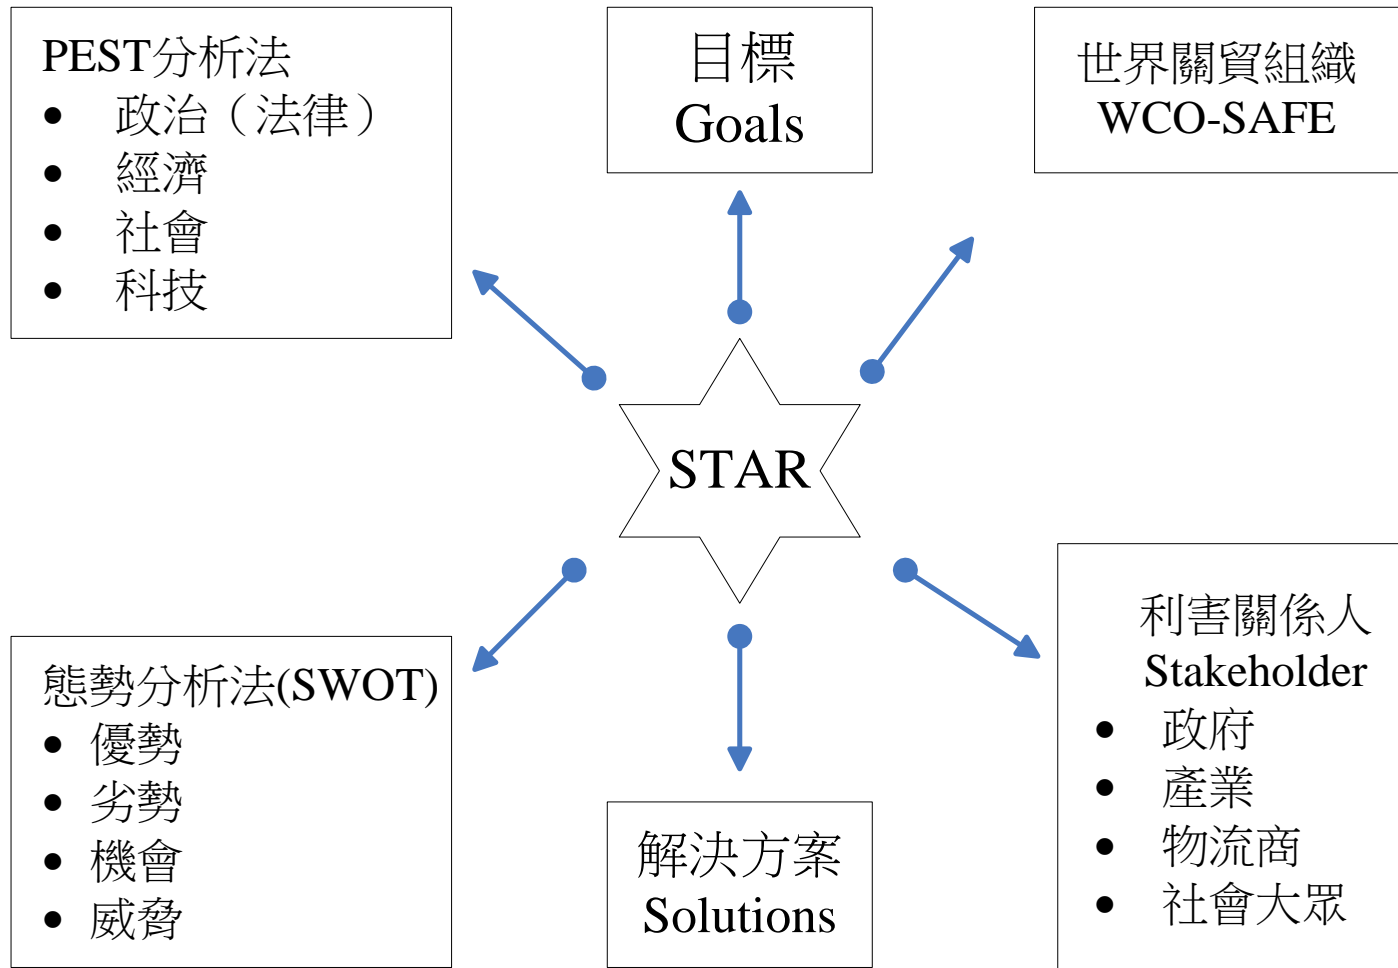 PEST分析法
• 政治（法律）
• 經濟
• 社會
• 科技
目標
Goals
世界關貿組織
WCO-SAFE
STAR
態勢分析法(SWOT)
• 優勢
• 劣勢
• 機會
• 威脅
解決方案
Solutions
利害關係人
Stakeholder
• 政府
• 產業
• 物流商
• 社會大眾